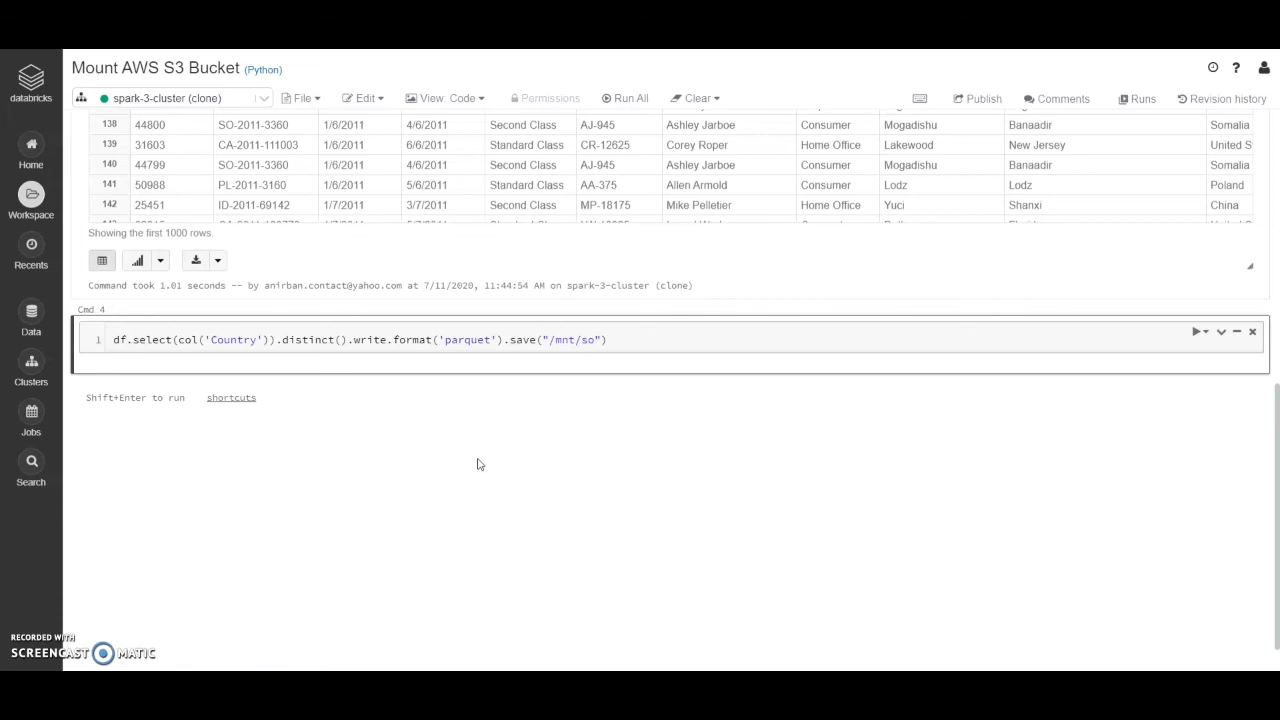 Mount AWS S3 Bucket (Python)
databricks
spark-3-cluster (clone) File Edit View: Code Permissions Run All Clear Publish Comments Runs Revision history
138 44800 SO-2011-3360 1/6/2011 4/6/2011 Second Class AJ-945 Ashley Jarboe Consumer Mogadishu Banaadir Somalia
139 31603 CA-2011-111003 1/6/2011 6/6/2011 Standard Class CR-12625 Corey Roper Home Office Lakewood New Jersey United S
140 44799 SO-2011-3360 1/6/2011 4/6/2011 Second Class AJ-945 Ashley Jarboe Consumer Mogadishu Banaadir Somalia
141 50988 PL-2011-3160 1/6/2011 5/6/2011 Standard Class AA-375 Allen Armold Consumer Lodz Lodz Poland
142 25451 ID-2011-69142 1/7/2011 3/7/2011 Second Class MP-18175 Mike Pelletier Home Office Yuci Shanxi China
Showing the first 1000 rows.
Command took 1.01 seconds -- by anirban.contact@yahoo.com at 7/11/2020, 11:44:54 AM on spark-3-cluster (clone)
Cmd 4
1 df.select(col('Country')).distinct().write.format('parquet').save("/mnt/so")
Shift+Enter to run shortcuts
Home
Workspace
Recents
Data
Clusters
Jobs
Search
RECORDED WITH
SCREENCAST MATIC